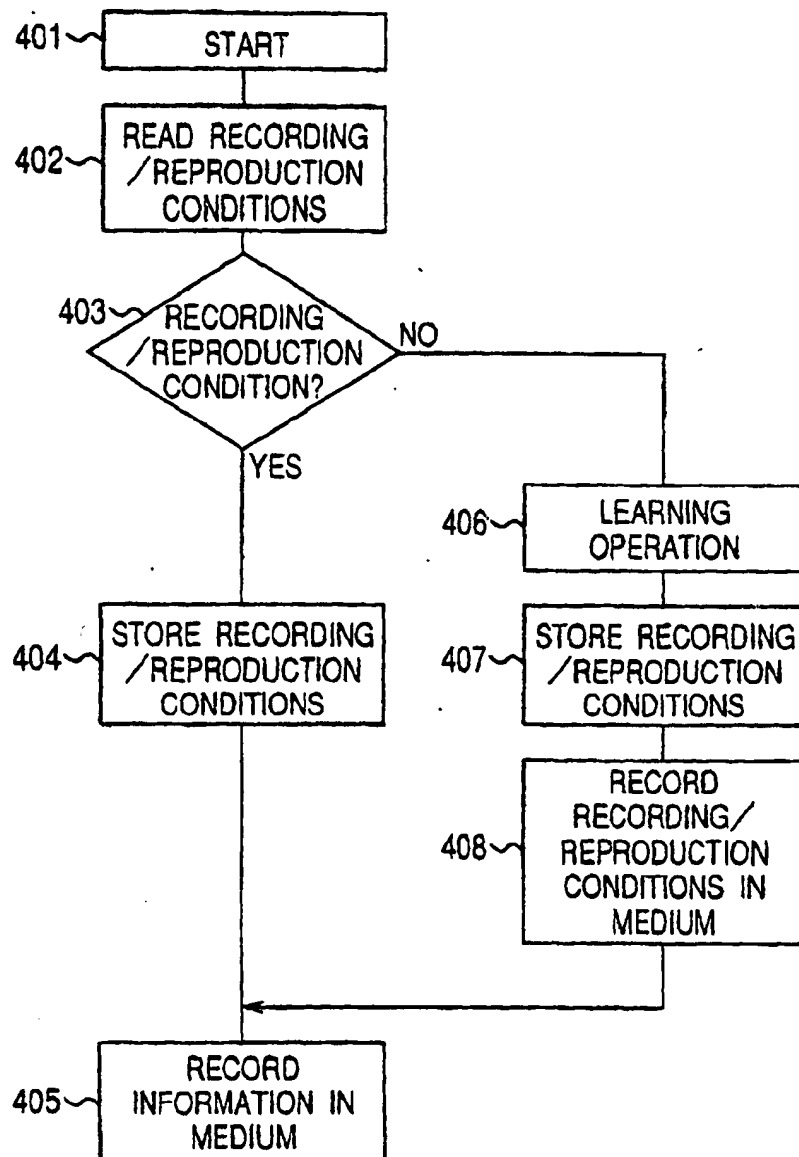 401
START
402
READ RECORDING
/REPRODUCTION
CONDITIONS
403
RECORDING
/REPRODUCTION
CONDITION?
NO
YES
404
STORE RECORDING
/REPRODUCTION
CONDITIONS
406
LEARNING
OPERATION
407
STORE RECORDING
/REPRODUCTION
CONDITIONS
408
RECORD
RECORDING/
REPRODUCTION
CONDITIONS IN
MEDIUM
405
RECORD
INFORMATION IN
MEDIUM